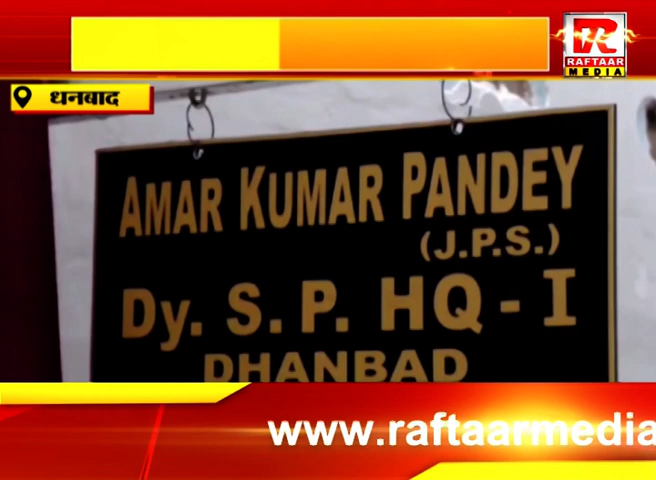 R
RAFTAAR
MEDIA
धनबाद
AMAR KUMAR PANDEY
(J.P.S.)
Dy. S. P. HQ - I
DHANBAD
www.raftaarmedia